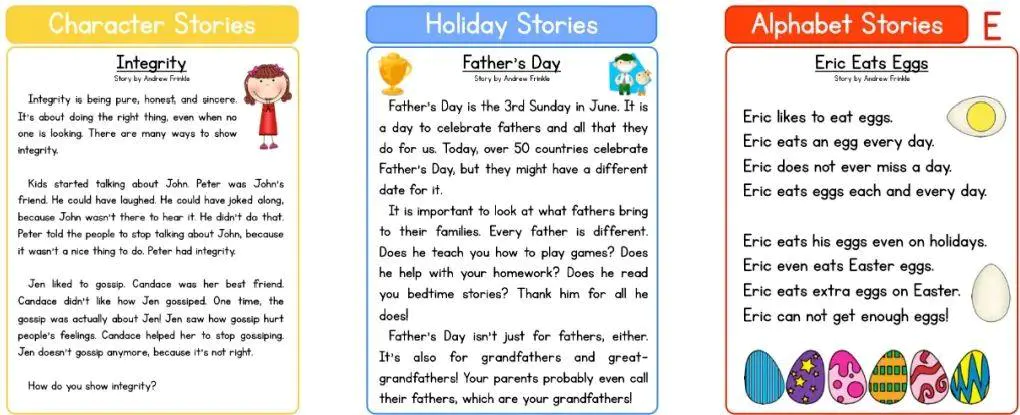 Character Stories
Integrity
Story by Andrew Frinkle
Integrity is being pure, honest, and sincere.
It's about doing the right thing, even when no
one is looking. There are many ways to show
integrity.
Kids started talking about John. Peter was John's
friend. He could have laughed. He could have joked along,
because John wasn't there to hear it. He didn't do that.
Peter told the people to stop talking about John, because
it wasn't a nice thing to do. Peter had integrity.
Jen liked to gossip. Candace was her best friend.
Candace didn't like how Jen gossiped. One time, the
gossip was actually about Jen! Jen saw how gossip hurt
people's feelings. Candace helped her to stop gossiping.
Jen doesn't gossip anymore, because it's not right.
How do you show integrity?
Holiday Stories
Father's Day
Story by Andrew Frinkle
Father's Day is the 3rd Sunday in June. It is
a day to celebrate fathers and all that they
do for us. Today, over 50 countries celebrate
Father's Day, but they might have a different
date for it.
It is important to look at what fathers bring
to their families. Every father is different.
Does he teach you how to play games? Does
he help with your homework? Does he read
you bedtime stories? Thank him for all he
does!
Father's Day isn't just for fathers, either.
It's also for grandfathers and great-
grandfathers! Your parents probably even call
their fathers, which are your grandfathers!
Alphabet Stories
E
Eric Eats Eggs
Story by Andrew Frinkle
Eric likes to eat eggs.
Eric eats an egg every day.
Eric does not ever miss a day.
Eric eats eggs each and every day.
Eric eats his eggs even on holidays.
Eric even eats Easter eggs.
Eric eats extra eggs on Easter.
Eric can not get enough eggs!